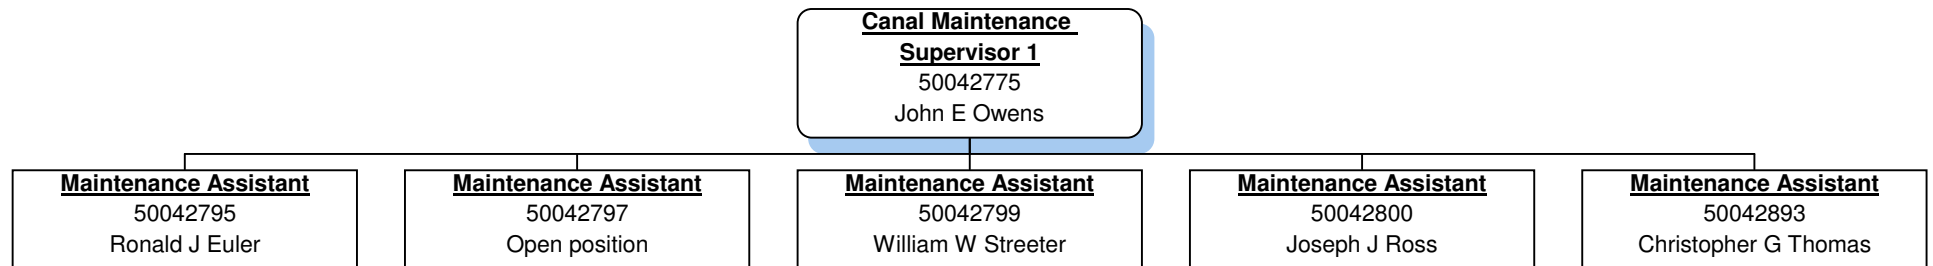 Canal Maintenance
Supervisor 1
50042775
John E Owens
Maintenance Assistant
50042795
Ronald J Euler
Maintenance Assistant
50042797
Open position
Maintenance Assistant
50042799
William W Streeter
Maintenance Assistant
50042800
Joseph J Ross
Maintenance Assistant
50042893
Christopher G Thomas